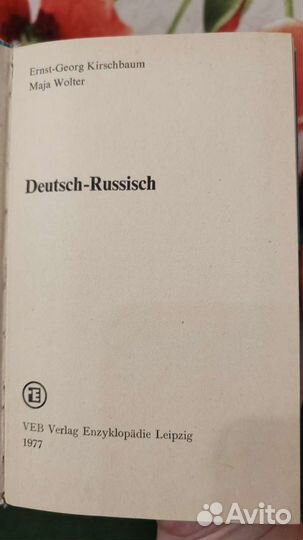 Ernst-Georg Kirschbaum
Maja Wolter
Deutsch-Russisch
VEB Verlag Enzyklopädie Leipzig
1977
Avito